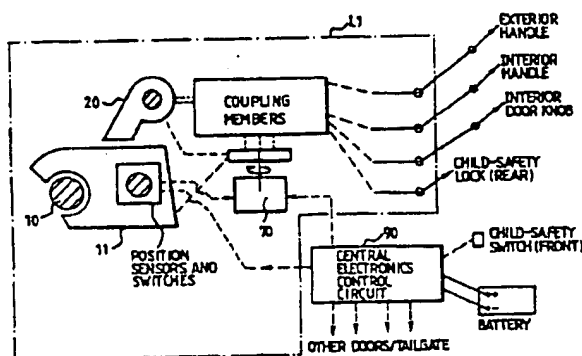 L1
EXTERIOR
HANDLE
INTERIOR
HANDLE
INTERIOR
DOOR KNOB
CHILD-SAFETY
LOCK (REAR)
20
COUPLING
MEMBERS
10
11
70
POSITION
SENSORS AND
SWITCHES
90
CENTRAL
ELECTRONICS
CONTROL
CIRCUIT
CHILD-SAFETY
SWITCH (FRONT)
BATTERY
OTHER DOORS/TAILGATE